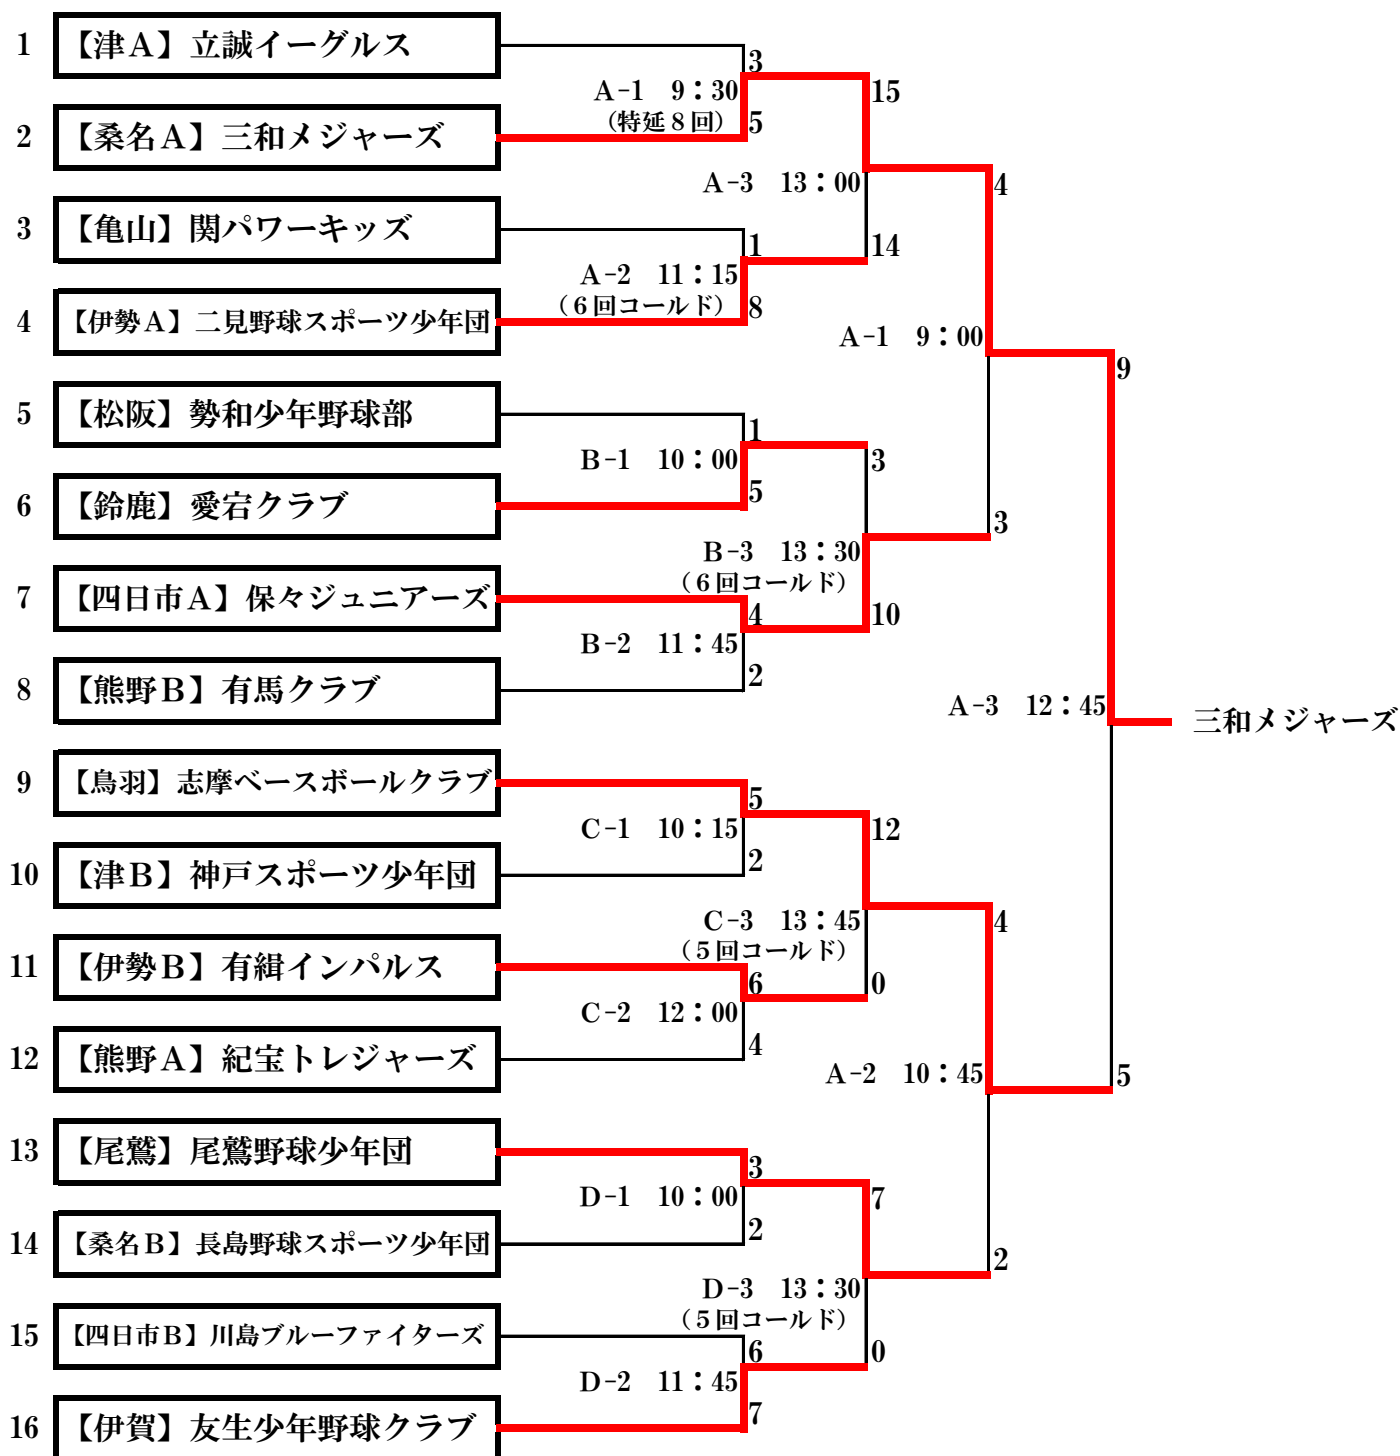 1 【津Ａ】立誠イーグルス
3
A-1 9：30
(特延８回)
5
15
2 【桑名Ａ】三和メジャーズ
A-3 13：00
4
3 【亀山】関パワーキッズ
1
14
A-2 11：15
(６回コールド)
8
4 【伊勢Ａ】二見野球スポーツ少年団
A-1 9：00
9
5 【松阪】勢和少年野球部
1
B-1 10：00
3
5
6 【鈴鹿】愛宕クラブ
3
B-3 13：30
(６回コールド)
7 【四日市Ａ】保々ジュニアーズ
4
10
B-2 11：45
2
8 【熊野Ｂ】有馬クラブ
A-3 12：45
三和メジャーズ
9 【鳥羽】志摩ベースボールクラブ
5
C-1 10：15
12
2
10 【津Ｂ】神戸スポーツ少年団
C-3 13：45
4
(５回コールド)
11 【伊勢Ｂ】有緝インパルス
6
0
C-2 12：00
4
12 【熊野Ａ】紀宝トレジャーズ
A-2 10：45
5
13 【尾鷲】尾鷲野球少年団
3
D-1 10：00
7
2
14 【桑名Ｂ】長島野球スポーツ少年団
2
D-3 13：30
(５回コールド)
15 【四日市Ｂ】川島ブルーファイターズ
6
0
D-2 11：45
7
16 【伊賀】友生少年野球クラブ